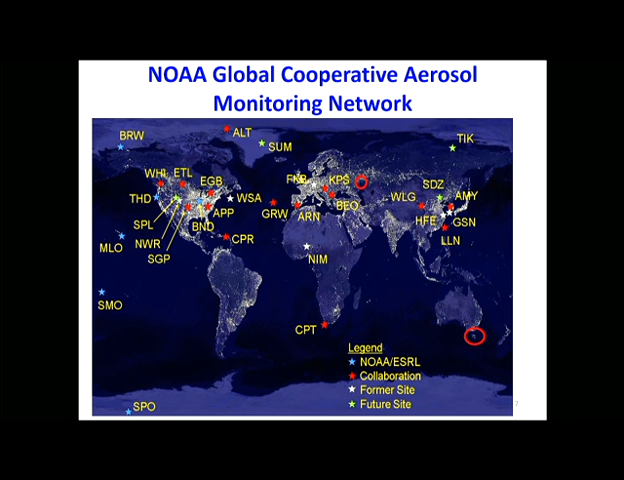 NOAA Global Cooperative Aerosol
Monitoring Network
BRW
ALT
SUM
TIK
WHI
ETL
EGB
FKB
KPS
SDZ
THD
WSA
WLG
AMY
GRW
ARN
BEO
SPL
APP
HFE
GSN
BND
NWR
CPR
LLN
MLO
SGP
NIM
SMO
CPT
Legend
NOAA/ESRL
Collaboration
Former Site
Future Site
SPO
7